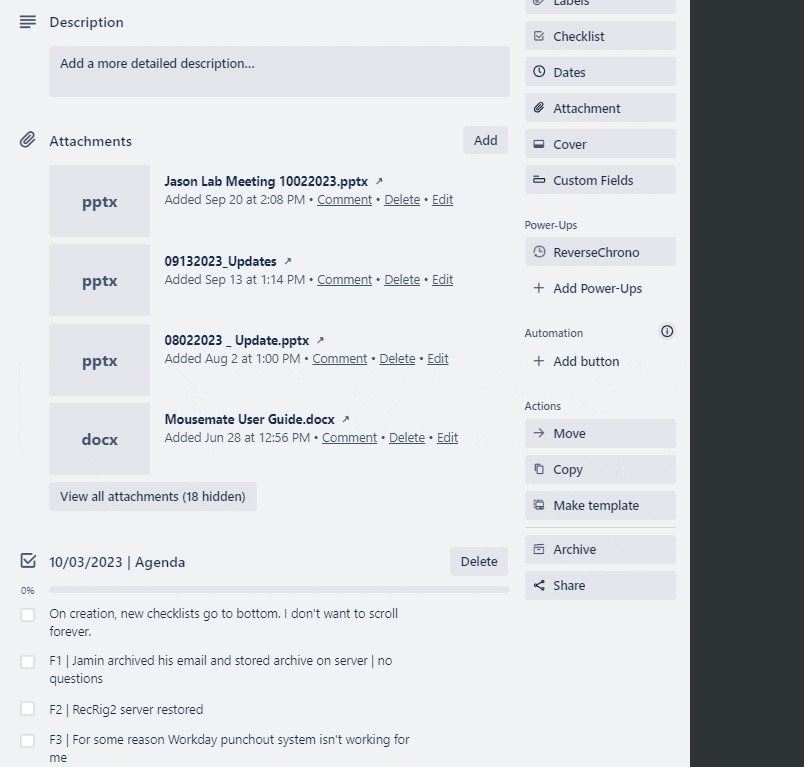 Description
Add a more detailed description...
Attachments
Add
pptx
Jason Lab Meeting 10022023.pptx ↗
Added Sep 20 at 2:08 PM • Comment • Delete • Edit
pptx
09132023_Updates ↗
Added Sep 13 at 1:14 PM • Comment • Delete • Edit
pptx
08022023 _ Update.pptx ↗
Added Aug 2 at 1:00 PM • Comment • Delete • Edit
docx
Mousemate User Guide.docx ↗
Added Jun 28 at 12:56 PM • Comment • Delete • Edit
View all attachments (18 hidden)
10/03/2023 | Agenda
Delete
0%
On creation, new checklists go to bottom. I don't want to scroll
forever.
F1 | Jamin archived his email and stored archive on server | no
questions
F2 | RecRig2 server restored
F3 | For some reason Workday punchout system isn't working for
me
Labels
Checklist
Dates
Attachment
Cover
Custom Fields
Power-Ups
ReverseChrono
+ Add Power-Ups
Automation
+ Add button
Actions
Move
Copy
Make template
Archive
Share